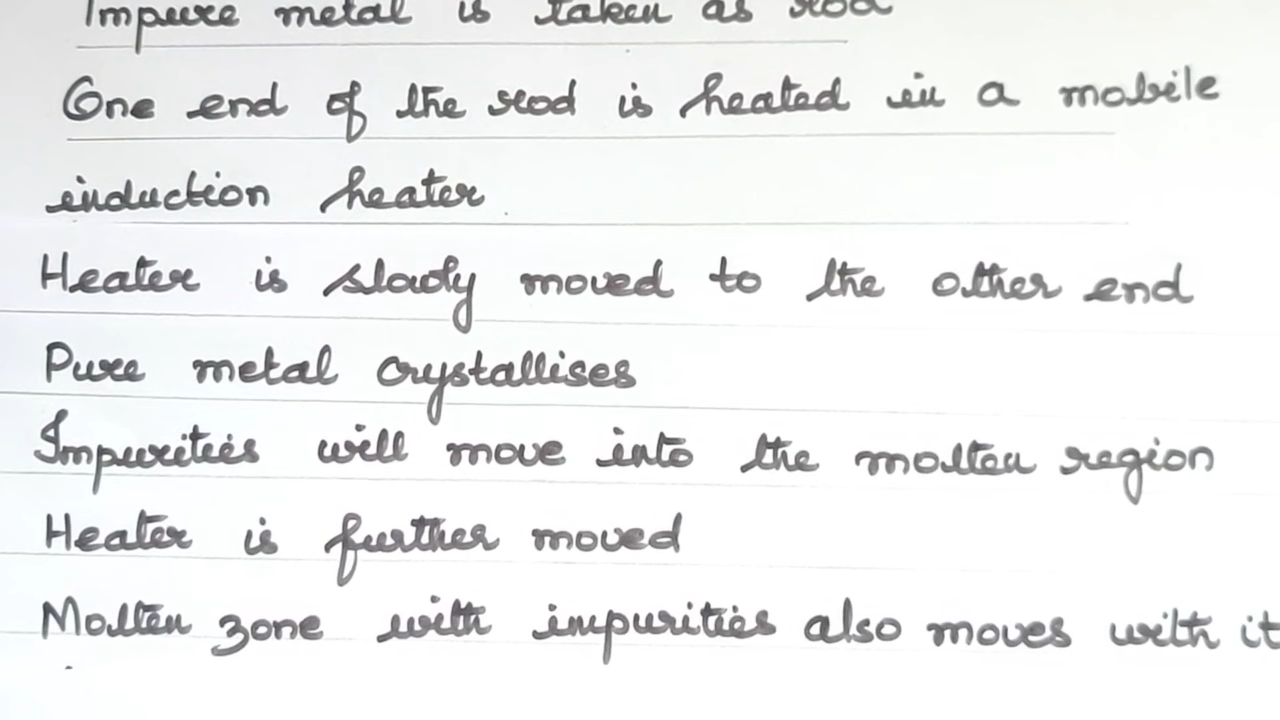 Impure metal is taken as rod
One end of the rod is heated in a mobile
induction heater
Heater is slowly moved to the other end
Pure metal crystallises
Impurities will move into the molten region
Heater is further moved
Molten zone with impurities also moves with it